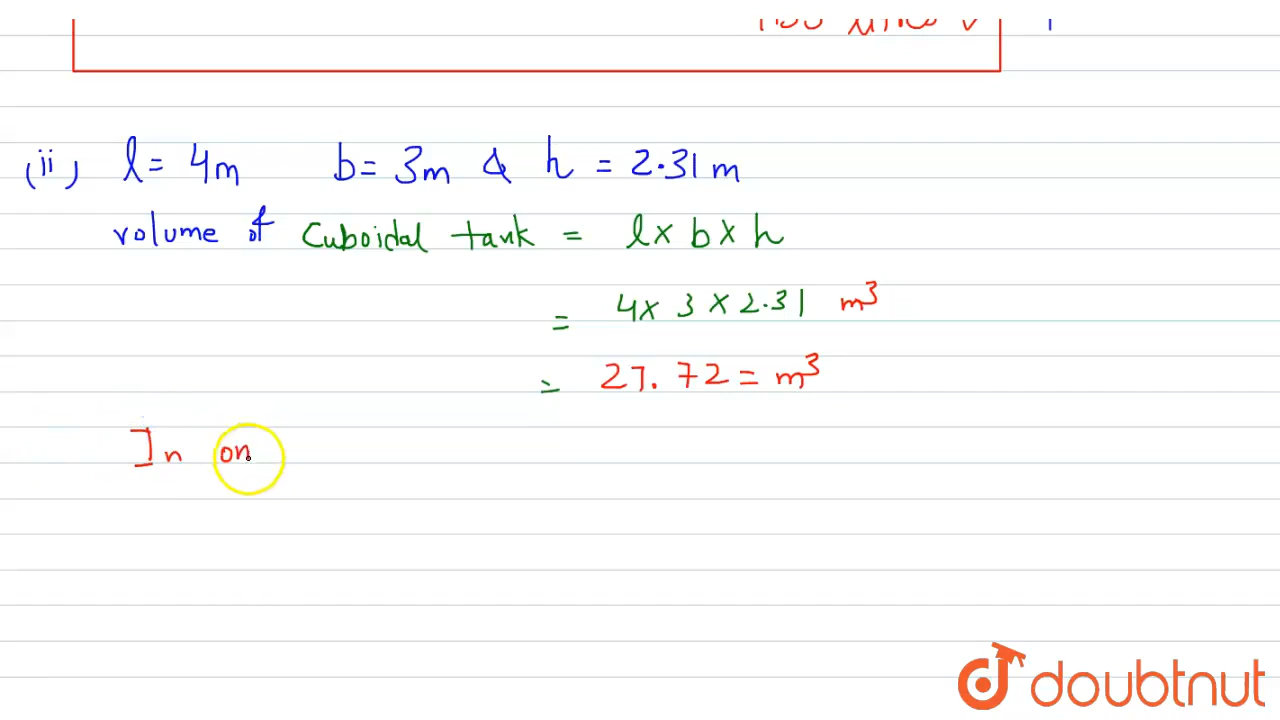 (ii) l = 4m b = 3m & h = 2.31 m
volume of Cuboidal tank = l x b x h
= 4 x 3 x 2.31 m³
= 27.72 = m³
In on
doubtnut